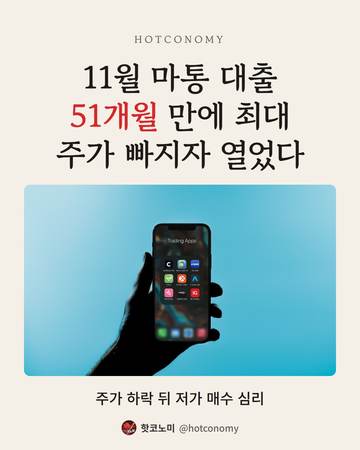 HOTCONOMY
11월 마통 대출
51개월 만에 최대
주가 빠지자 열었다
Trading Apps
주가 하락 뒤 저가 매수 심리
핫코노미 @hotconomy